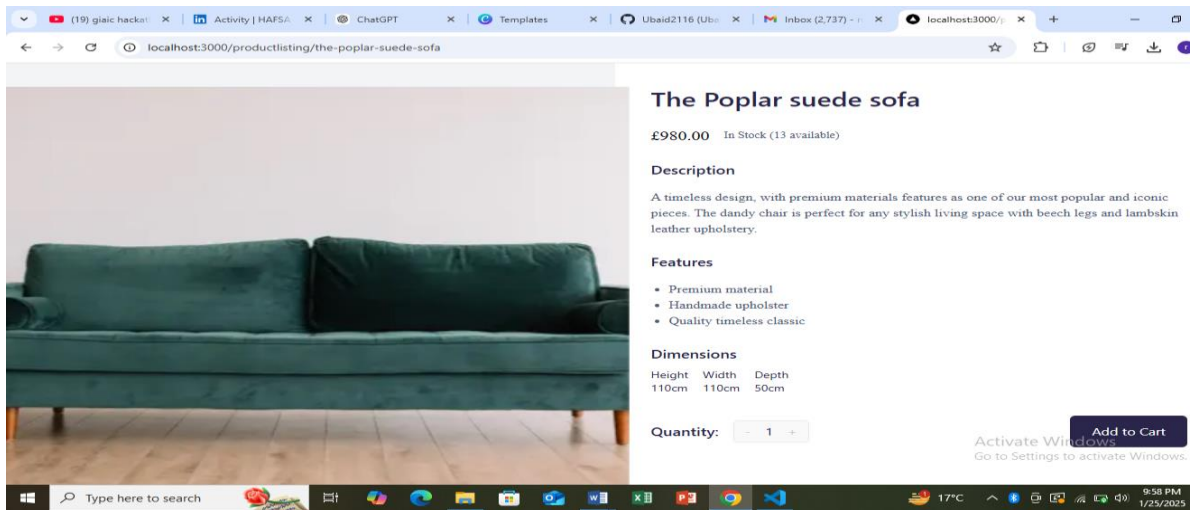 (19) giaic hackat
Activity | HAFSA
ChatGPT
Templates
Ubaid2116 (Uba
Inbox (2,737) - r
localhost:3000/p
localhost:3000/productlisting/the-poplar-suede-sofa
The Poplar suede sofa
£980.00 In Stock (13 available)
Description
A timeless design, with premium materials features as one of our most popular and iconic
pieces. The dandy chair is perfect for any stylish living space with beech legs and lambskin
leather upholstery.
Features
• Premium material
• Handmade upholster
• Quality timeless classic
Dimensions
Height Width Depth
110cm 110cm 50cm
Quantity: - 1 +
Add to Cart
Activate Windows
Go to Settings to activate Windows.
Type here to search
17°C
9:58 PM
1/25/2025